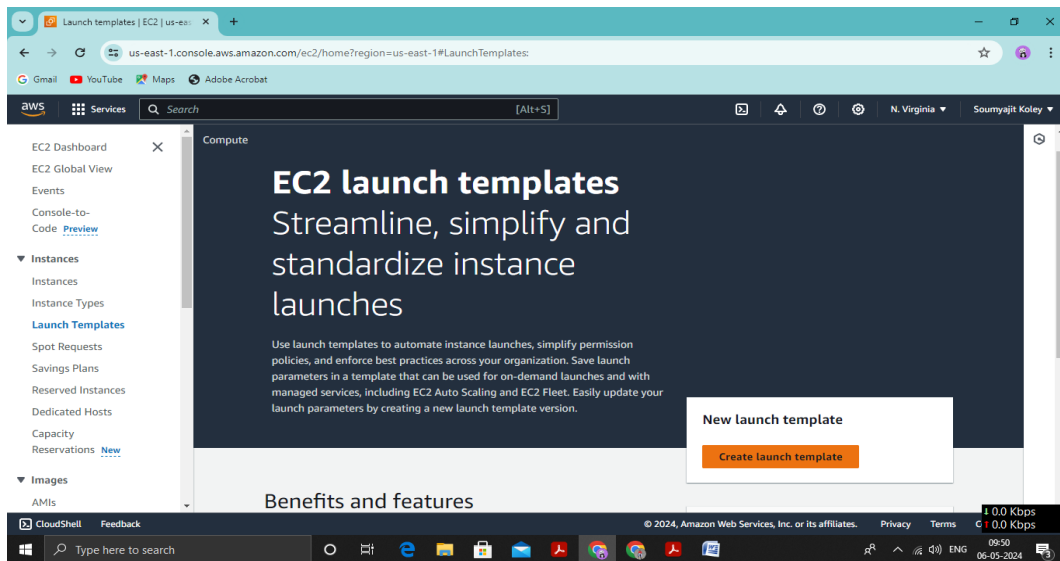 Launch templates | EC2 | us-eas
us-east-1.console.aws.amazon.com/ec2/home?region=us-east-1#LaunchTemplates:
Gmail YouTube Maps Adobe Acrobat
aws Services Search [Alt+S] N. Virginia Soumyajit Koley
EC2 Dashboard
EC2 Global View
Events
Console-to-
Code Preview
Instances
Instances
Instance Types
Launch Templates
Spot Requests
Savings Plans
Reserved Instances
Dedicated Hosts
Capacity
Reservations New
Images
AMIs
Compute
EC2 launch templates
Streamline, simplify and
standardize instance
launches
Use launch templates to automate instance launches, simplify permission
policies, and enforce best practices across your organization. Save launch
parameters in a template that can be used for on-demand launches and with
managed services, including EC2 Auto Scaling and EC2 Fleet. Easily update your
launch parameters by creating a new launch template version.
New launch template
Create launch template
Benefits and features
CloudShell Feedback © 2024, Amazon Web Services, Inc. or its affiliates. Privacy Terms C
↓ 0.0 Kbps
↑ 0.0 Kbps
Type here to search
ENG
09:50
06-05-2024
3